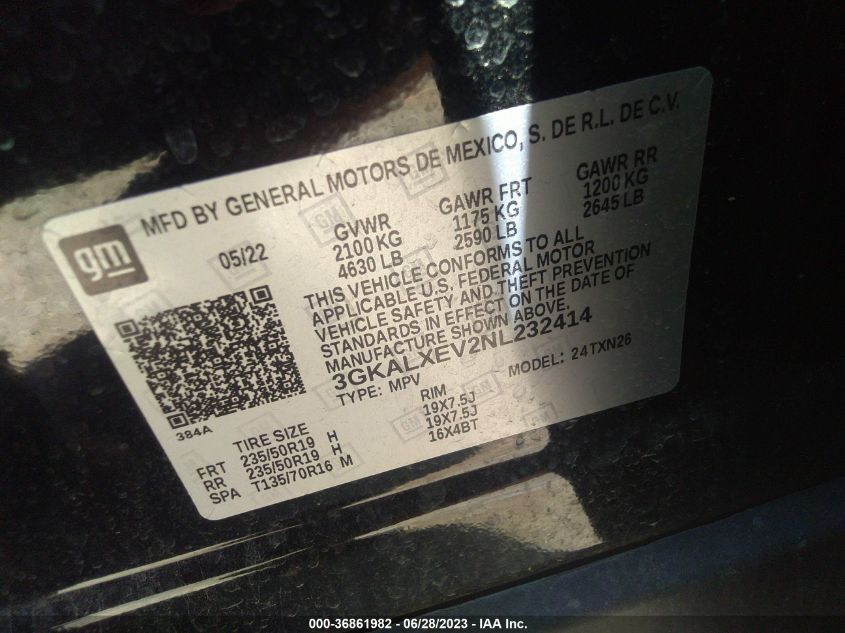 MFD BY GENERAL MOTORS DE MEXICO, S. DE R.L. DE C.V.
gm
05/22
GVWR
2100 KG
4630 LB
GAWR FRT
1175 KG
2590 LB
GAWR RR
1200 KG
2645 LB
THIS VEHICLE CONFORMS TO ALL
APPLICABLE U.S. FEDERAL MOTOR
VEHICLE SAFETY, AND THEFT PREVENTION
STANDARDS IN EFFECT ON THE DATE OF
MANUFACTURE SHOWN ABOVE.
3GKALXEV2NL232414
TYPE: MPV
MODEL: 24TXN26
384A
TIRE SIZE
RIM
FRT 235/50R19 H 19X7.5J
RR 235/50R19 H 19X7.5J
SPA T135/70R16 M 16X4BT
000-36861982 - 06/28/2023 - IAA Inc.